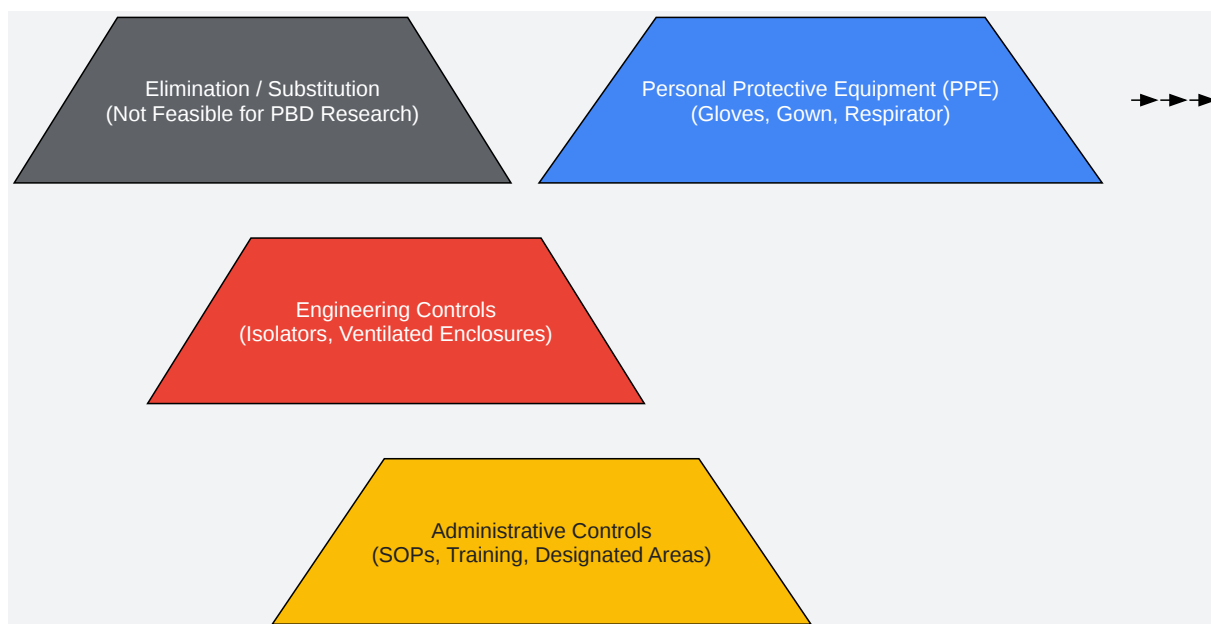 Elimination / Substitution
(Not Feasible for PBD Research)
Personal Protective Equipment (PPE)
(Gloves, Gown, Respirator)
Engineering Controls
(Isolators, Ventilated Enclosures)
Administrative Controls
(SOPs, Training, Designated Areas)